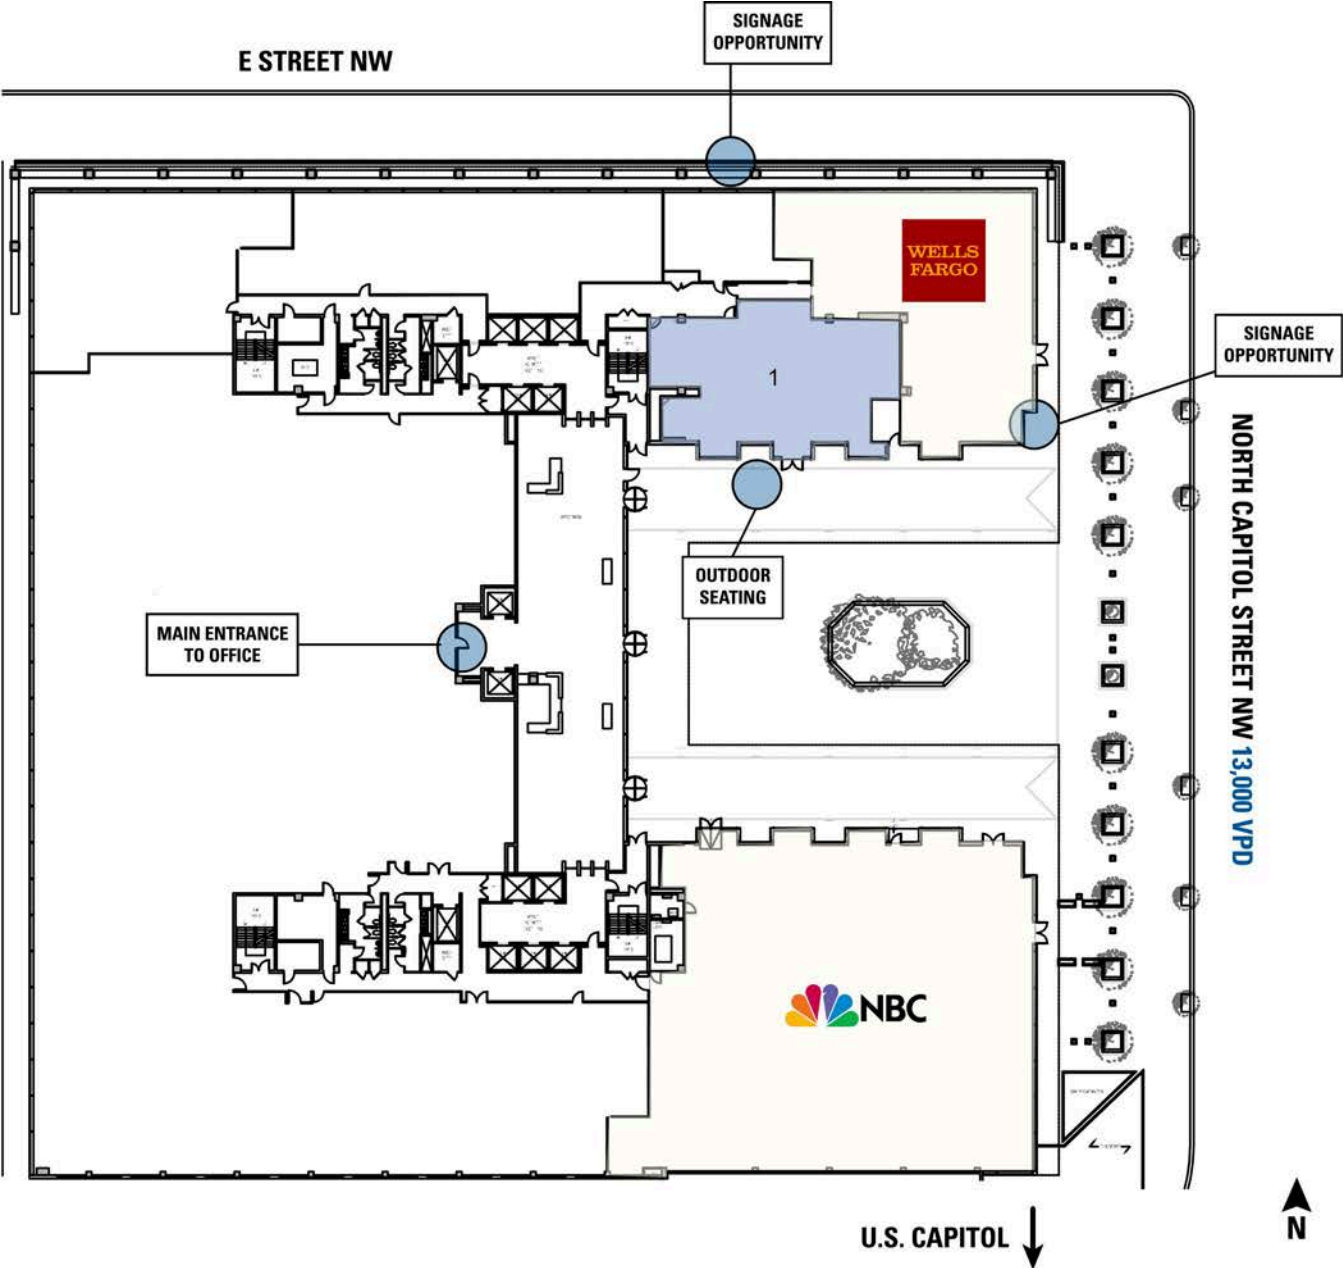 SIGNAGE
OPPORTUNITY
E STREET NW
WELLS
FARGO
SIGNAGE
OPPORTUNITY
1
NORTH CAPITOL STREET NW 13,000 VPD
OUTDOOR
SEATING
MAIN ENTRANCE
TO OFFICE
NBC
U.S. CAPITOL
N